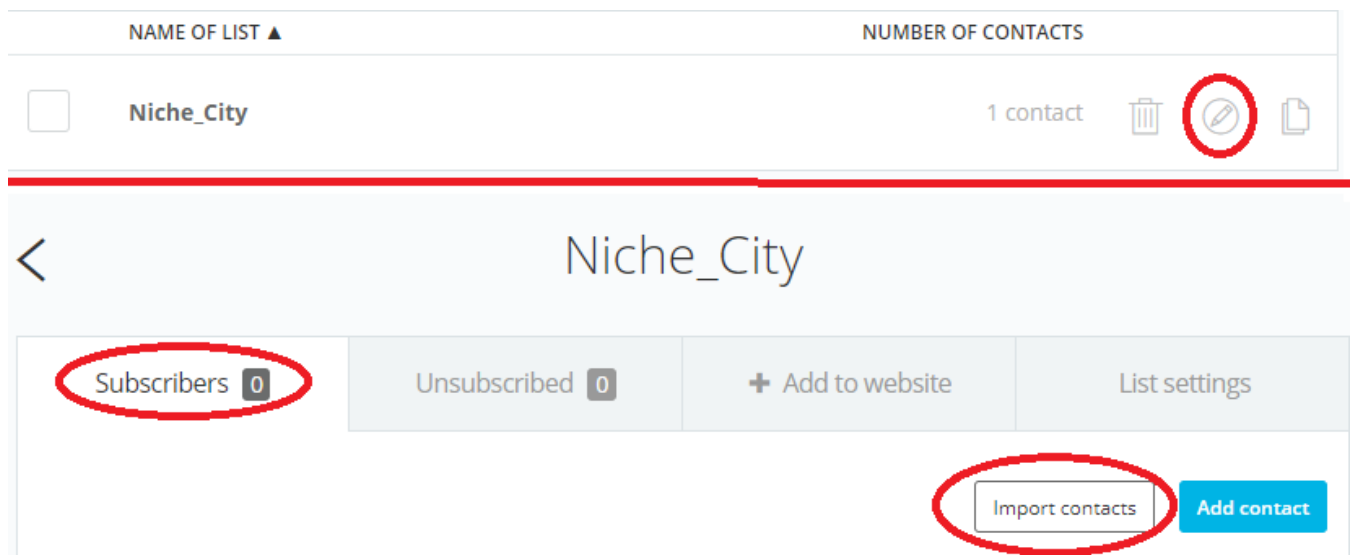 NAME OF LIST ▲ NUMBER OF CONTACTS
Niche_City 1 contact
Niche_City
Subscribers 0 Unsubscribed 0 + Add to website List settings
Import contacts Add contact